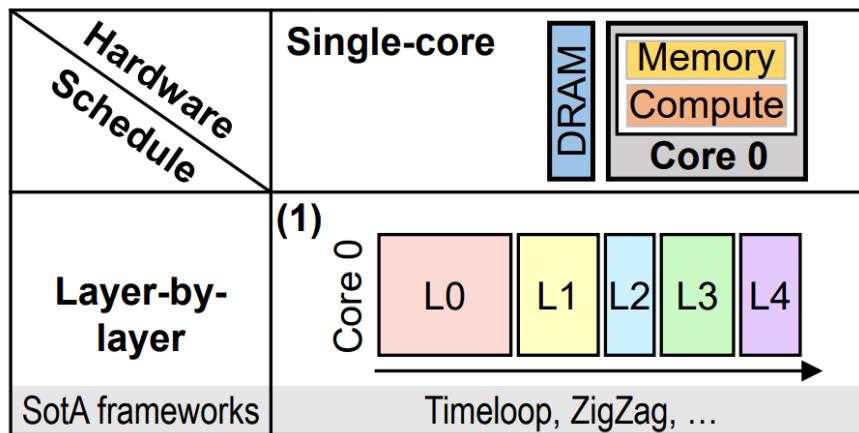 Hardware
Schedule
Single-core
DRAM
Memory
Compute
Core 0
Layer-by-
layer
(1)
Core 0
L0 L1 L2 L3 L4
SotA frameworks
Timeloop, ZigZag, ...